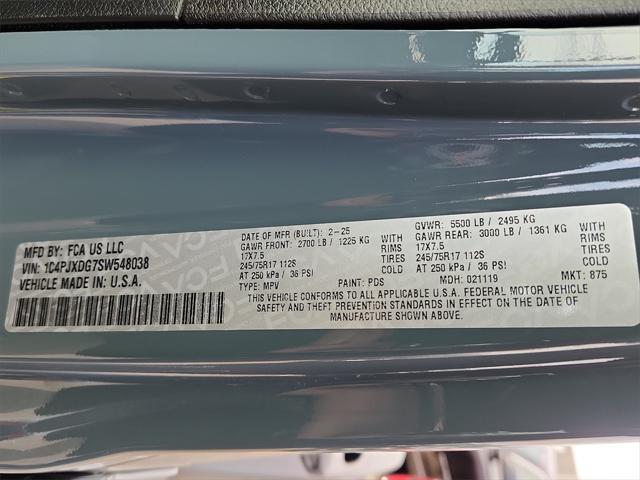 MFD BY: FCA US LLC
VIN: 1C4PJXDG7SW548038
VEHICLE MADE IN: U.S.A.
DATE OF MFR (BUILT): 2-25 GVWR: 5500 LB / 2495 KG
GAWR FRONT: 2700 LB / 1225 KG WITH GAWR REAR: 3000 LB / 1361 KG WITH
17X7.5 RIMS 17X7.5 RIMS
245/75R17 112S TIRES 245/75R17 112S TIRES
AT 250 kPa / 36 PSI COLD AT 250 kPa / 36 PSI COLD
TYPE: MPV PAINT: PDS MDH: 021119 MKT: 875
THIS VEHICLE CONFORMS TO ALL APPLICABLE U.S.A. FEDERAL MOTOR VEHICLE
SAFETY AND THEFT PREVENTION STANDARDS IN EFFECT ON THE DATE OF
MANUFACTURE SHOWN ABOVE.